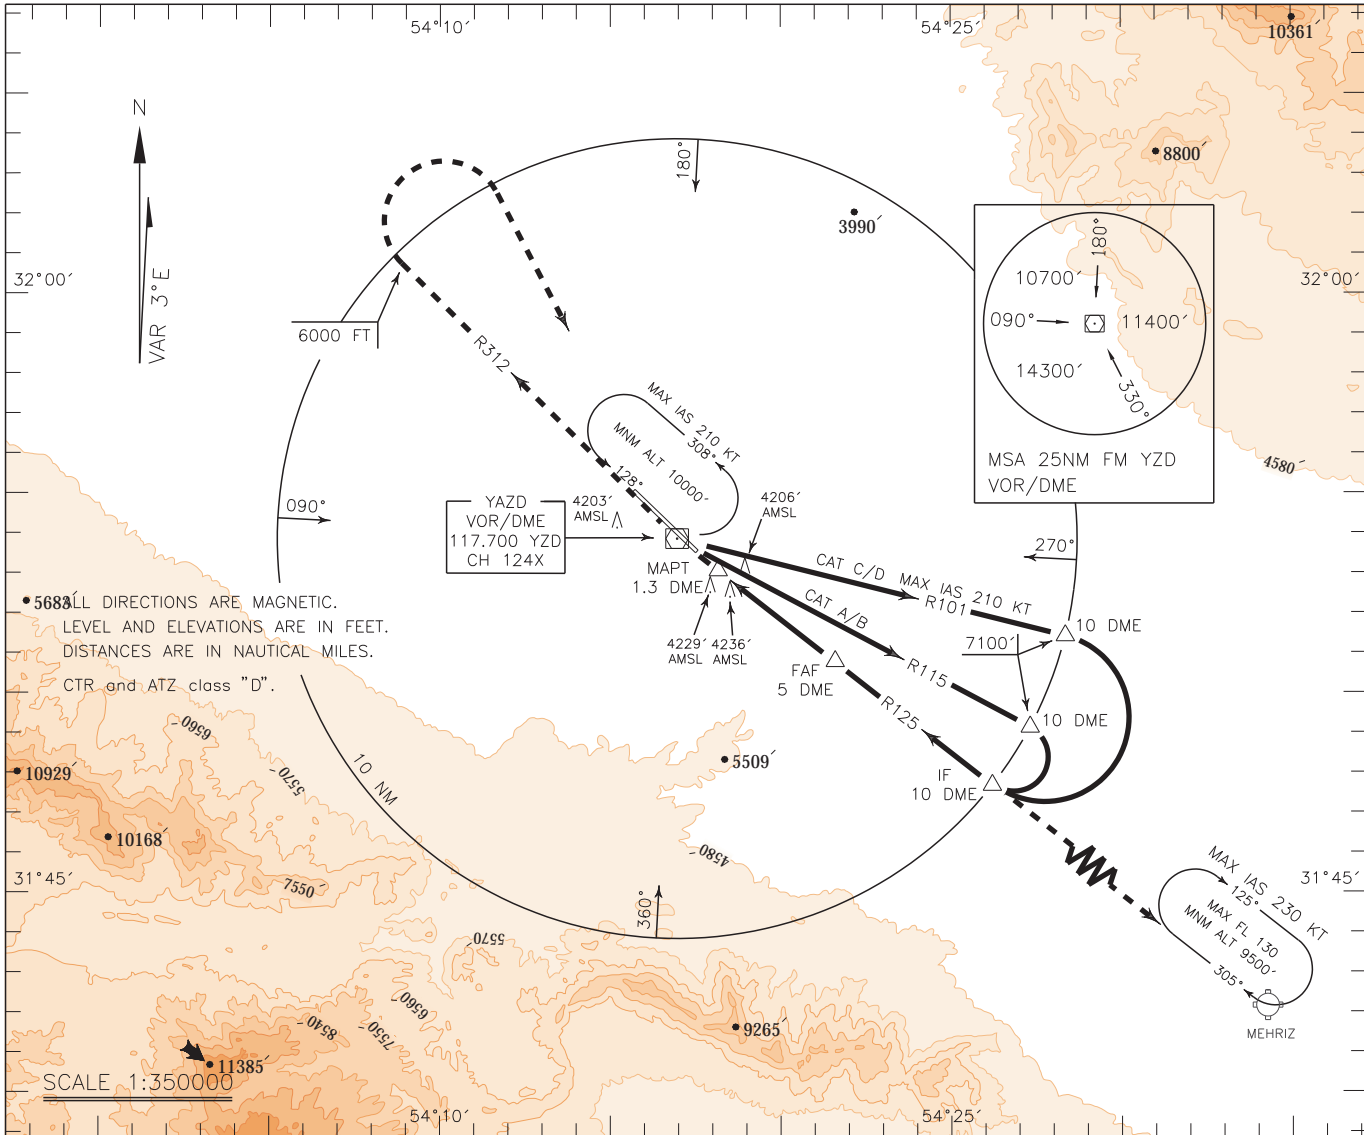 54°10´
54°25´
10361´
N
VAR 3°E
180°
8800´
3990´
32°00´
32°00´
180°
10700´
090°
11400´
14300´
330°
MSA 25NM FM YZD
VOR/DME
6000 FT
R312
MAX IAS 210 KT
308°
MNM ALT 10000´
128°
4580´
090°
YAZD
VOR/DME
117.700 YZD
CH 124X
4203´
AMSL
4206´
AMSL
270°
CAT C/D MAX IAS 210 KT
R101
MAPT
1.3 DME
CAT A/B
10 DME
7100´
5683´
ALL DIRECTIONS ARE MAGNETIC.
LEVEL AND ELEVATIONS ARE IN FEET.
DISTANCES ARE IN NAUTICAL MILES.
CTR and ATZ class "D".
4229´
AMSL
4236´
AMSL
FAF
5 DME
R115
R125
10 DME
6560´
5570´
10929´
10 NM
5509´
IF
10 DME
10168´
7550´
4580´
31°45´
31°45´
360°
5570´
MAX IAS 230 KT
125°
MAX FL 130
MNM ALT 9500´
305°
MEHRIZ
6560´
8540´
7550´
9265´
11385´
SCALE 1:350000
54°10´
54°25´